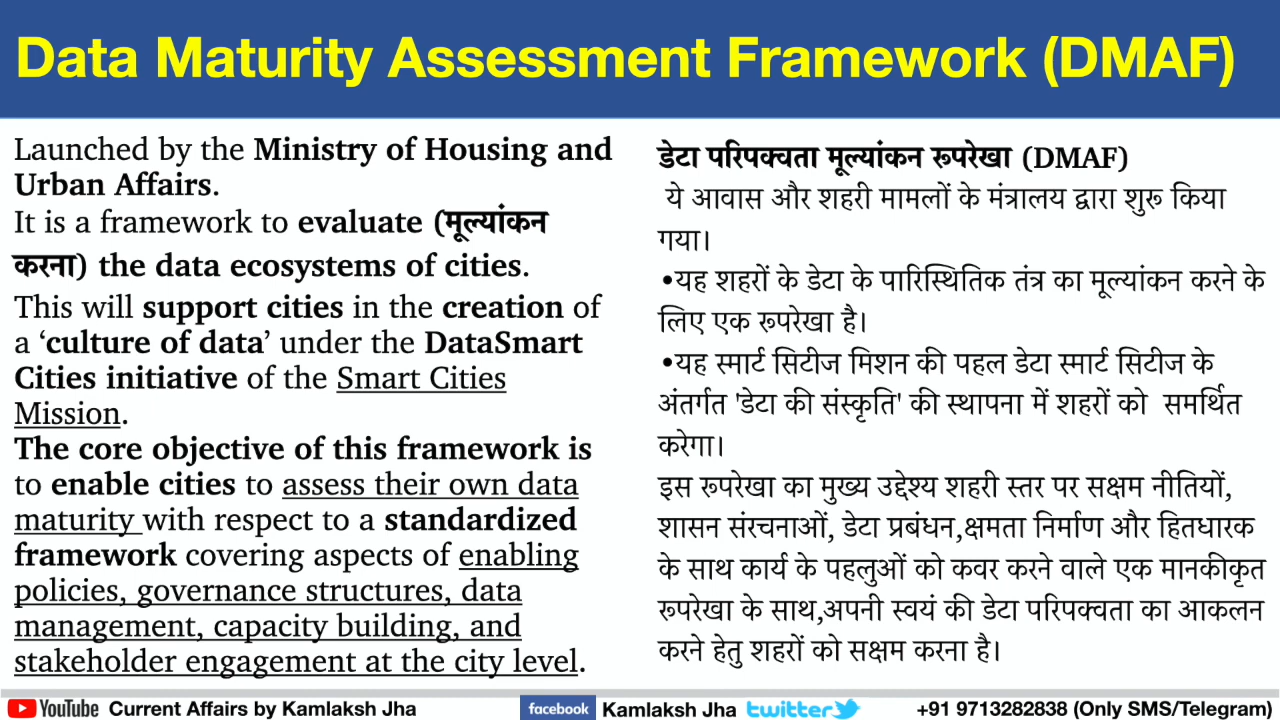 Data Maturity Assessment Framework (DMAF)
Launched by the Ministry of Housing and
Urban Affairs.
It is a framework to evaluate (मूल्यांकन
करना) the data ecosystems of cities.
This will support cities in the creation of
a ‘culture of data’ under the DataSmart
Cities initiative of the Smart Cities
Mission.
The core objective of this framework is
to enable cities to assess their own data
maturity with respect to a standardized
framework covering aspects of enabling
policies, governance structures, data
management, capacity building, and
stakeholder engagement at the city level.
डेटा परिपक्वता मूल्यांकन रूपरेखा (DMAF)
ये आवास और शहरी मामलों के मंत्रालय द्वारा शुरू किया
गया।
•यह शहरों के डेटा के पारिस्थितिक तंत्र का मूल्यांकन करने के
लिए एक रूपरेखा है।
•यह स्मार्ट सिटीज मिशन की पहल डेटा स्मार्ट सिटीज के
अंतर्गत 'डेटा की संस्कृति' की स्थापना में शहरों को समर्थित
करेगा।
इस रूपरेखा का मुख्य उद्देश्य शहरी स्तर पर सक्षम नीतियों,
शासन संरचनाओं, डेटा प्रबंधन,क्षमता निर्माण और हितधारक
के साथ कार्य के पहलुओं को कवर करने वाले एक मानकीकृत
रूपरेखा के साथ,अपनी स्वयं की डेटा परिपक्वता का आकलन
करने हेतु शहरों को सक्षम करना है।
YouTube Current Affairs by Kamlaksh Jha facebook Kamlaksh Jha twitter +91 9713282838 (Only SMS/Telegram)